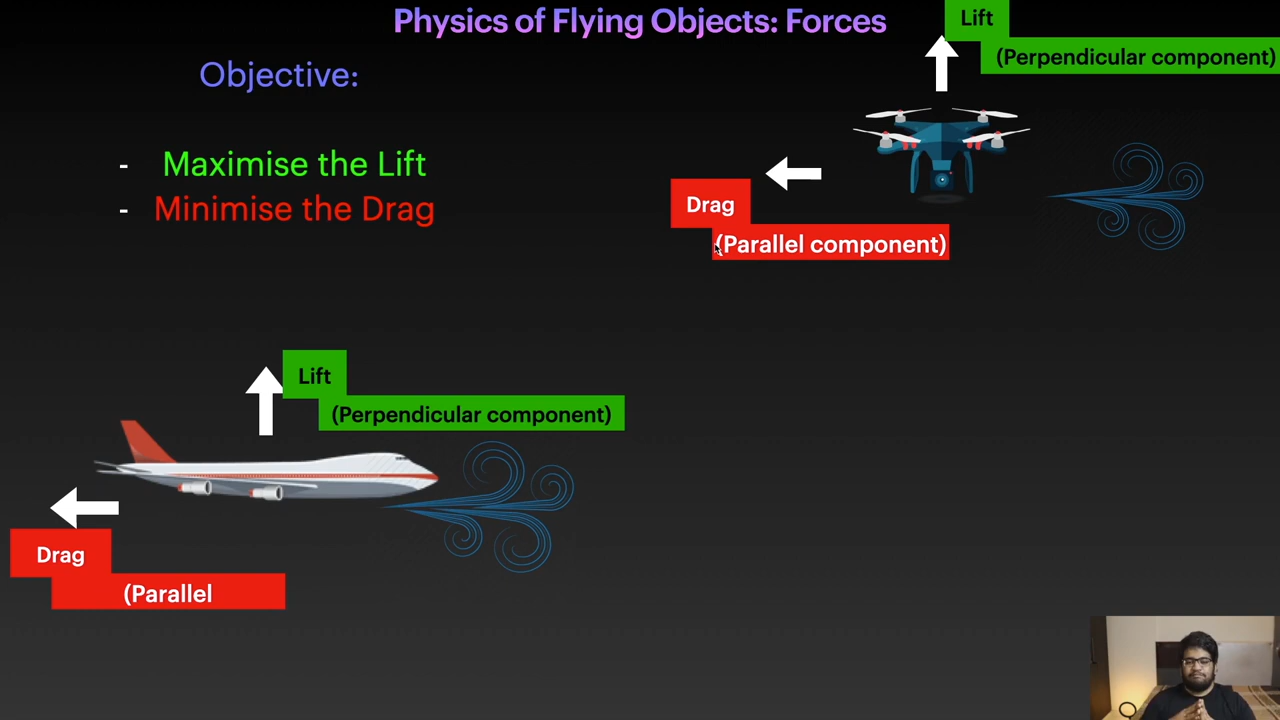 Physics of Flying Objects: Forces
Lift
(Perpendicular component)
Objective:
- Maximise the Lift
- Minimise the Drag
Drag
(Parallel component)
Lift
(Perpendicular component)
Drag
(Parallel